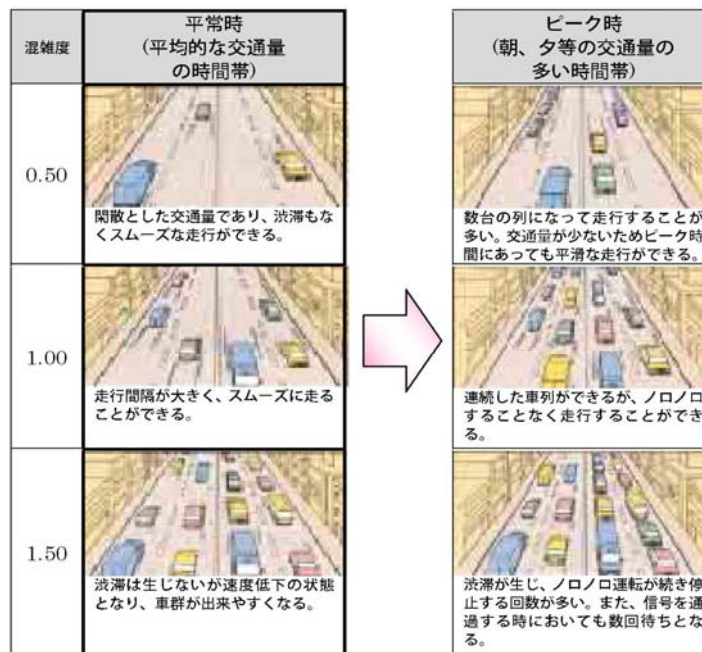 混雑度
平常時
(平均的な交通量
の時間帯)
ピーク時
(朝、夕等の交通量の
多い時間帯)
0.50
閑散とした交通量であり、渋滞もな
くスムーズな走行ができる。
数台の列になって走行することが
多い。交通量が少ないためピーク時
間にあっても平滑な走行ができる。
1.00
走行間隔が大きく、スムーズに走る
ことができる。
連続した車列ができるが、ノロノロ
することなく走行することができ
る。
1.50
渋滞は生じないが速度低下の状態
となり、車群が出来やすくなる。
渋滞が生じ、ノロノロ運転が続き停
止する回数が多い。また、信号を通
過する時においても数回待ちとな
る。